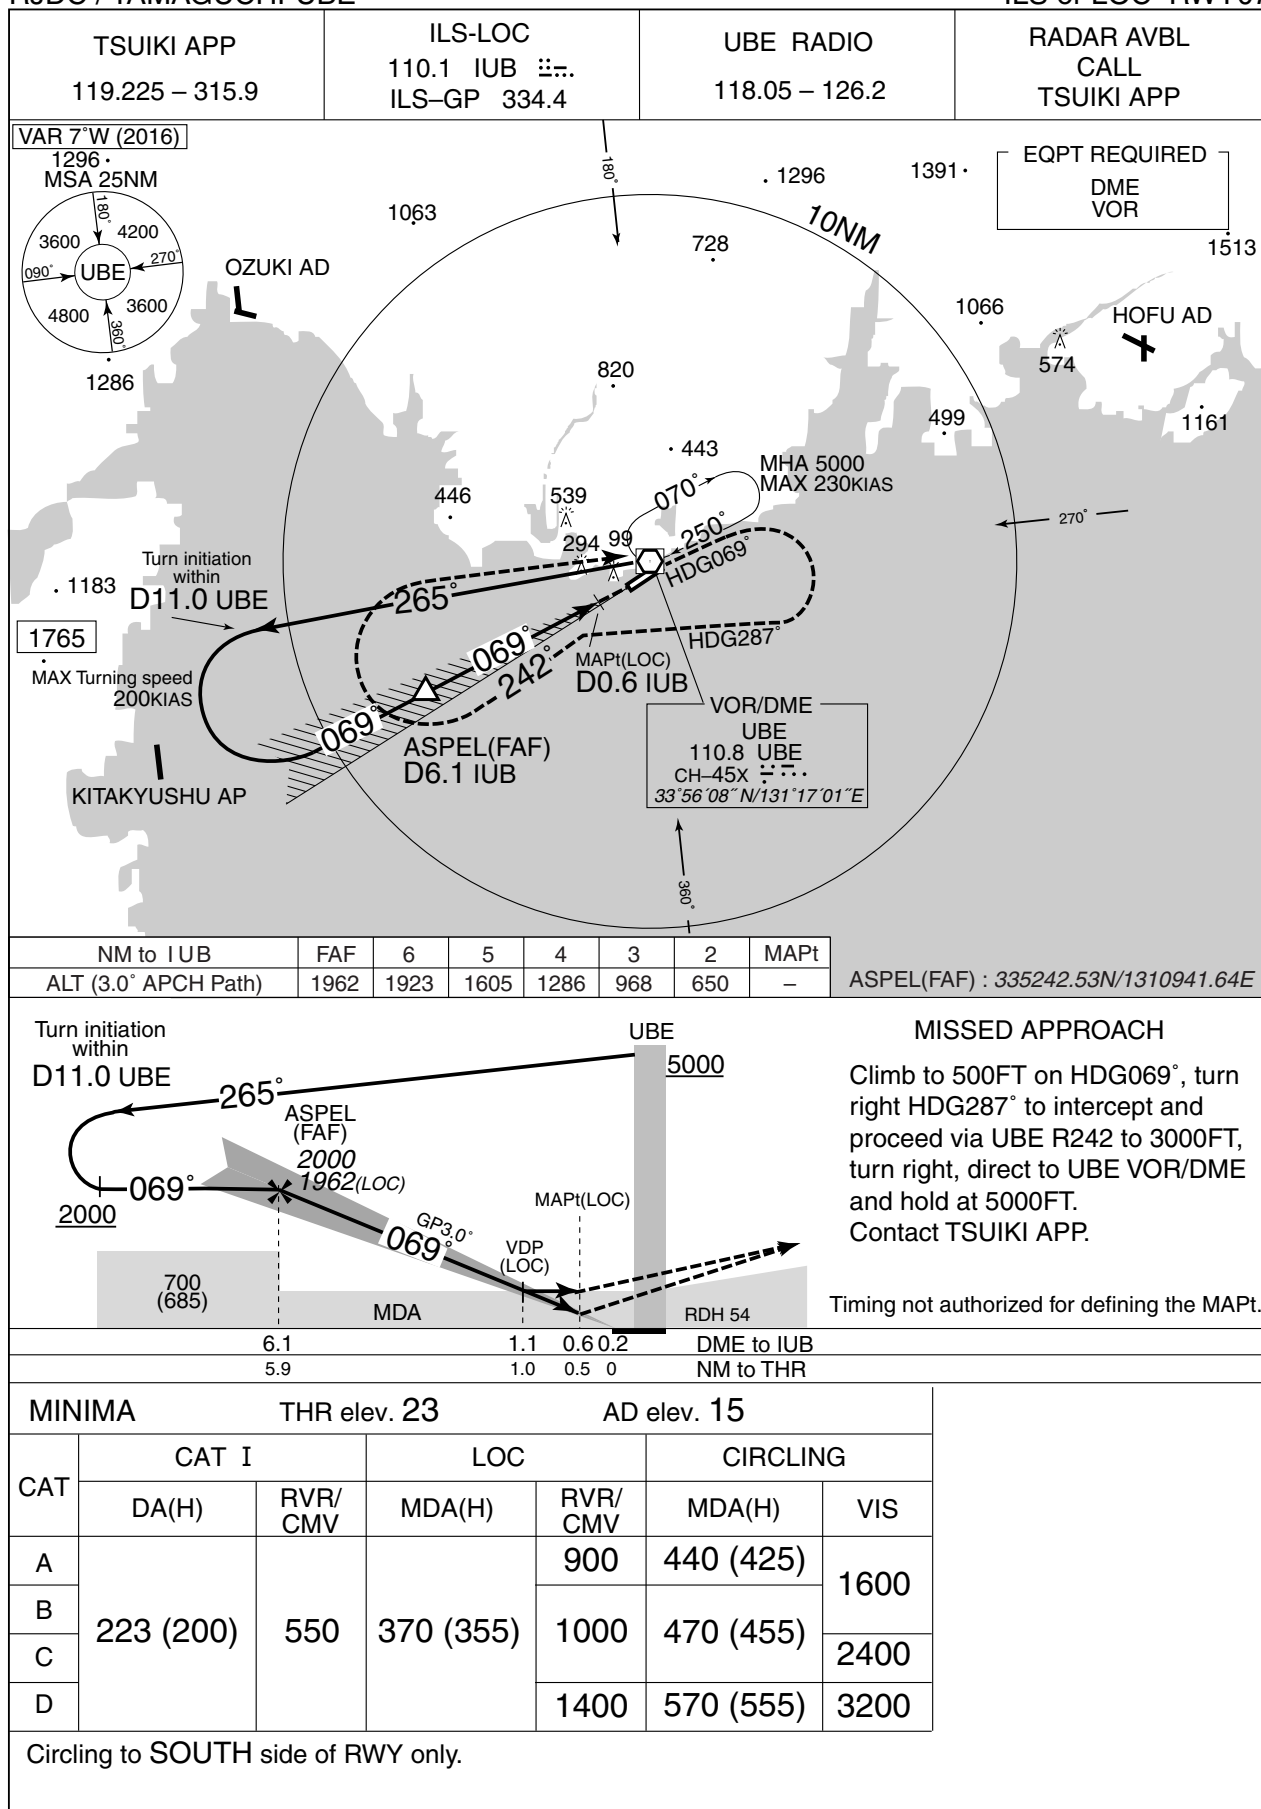 TSUIKI APP
119.225 – 315.9
ILS-LOC
110.1 IUB
ILS–GP 334.4
UBE RADIO
118.05 – 126.2
RADAR AVBL
CALL
TSUIKI APP
VAR 7˚W (2016)
1296
MSA 25NM
180˚
3600
4200
090˚
UBE
270˚
4800
3600
360˚
1286
OZUKI AD
1063
180˚
1296
1391
EQPT REQUIRED
DME
VOR
10NM
728
1513
1066
HOFU AD
574
820
499
1161
443
MHA 5000
MAX 230KIAS
070˚
446
539
250˚
270˚
294
99
HDG069˚
Turn initiation
within
D11.0 UBE
1183
265˚
1765
HDG287˚
069˚
MAPt(LOC)
D0.6 IUB
242˚
MAX Turning speed
200KIAS
069˚
VOR/DME
UBE
110.8 UBE
CH–45X
33˚56´08˝N/131˚17´01˝E
ASPEL(FAF)
D6.1 IUB
KITAKYUSHU AP
360˚
NM to IUB FAF 6 5 4 3 2 MAPt
ALT (3.0˚ APCH Path) 1962 1923 1605 1286 968 650 –
ASPEL(FAF) : 335242.53N/1310941.64E
Turn initiation
within
D11.0 UBE
UBE
5000
265˚
ASPEL
(FAF)
2000
1962(LOC)
069˚
2000
GP3.0˚
069˚
MAPt(LOC)
VDP
(LOC)
700
(685)
MDA
RDH 54
MISSED APPROACH
Climb to 500FT on HDG069˚, turn
right HDG287˚ to intercept and
proceed via UBE R242 to 3000FT,
turn right, direct to UBE VOR/DME
and hold at 5000FT.
Contact TSUIKI APP.
Timing not authorized for defining the MAPt.
6.1 1.1 0.6 0.2 DME to IUB
5.9 1.0 0.5 0 NM to THR
MINIMA THR elev. 23 AD elev. 15
CAT
CAT I LOC CIRCLING
DA(H) RVR/CMV MDA(H) RVR/CMV MDA(H) VIS
A 900 440 (425)
1600
B
223 (200) 550 370 (355) 1000 470 (455)
C 2400
D 1400 570 (555) 3200
Circling to SOUTH side of RWY only.